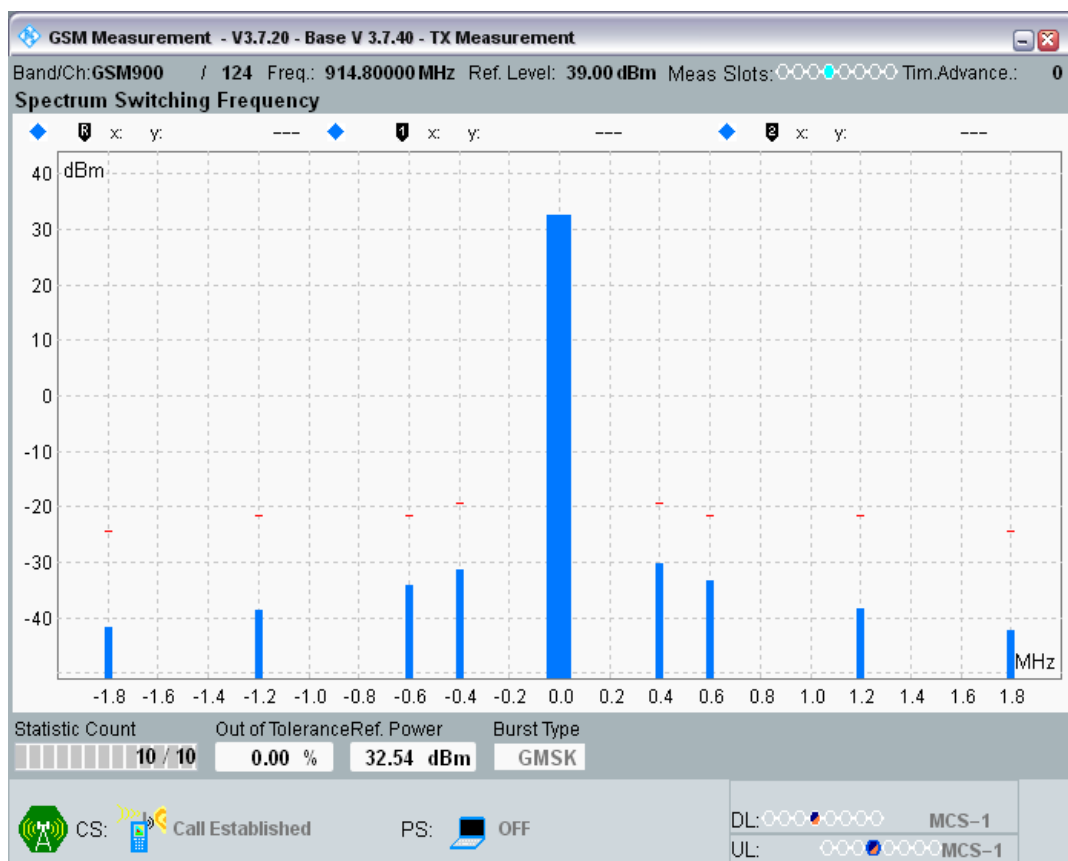 GSM Measurement - V3.7.20 - Base V 3.7.40 - TX Measurement
Band/Ch:GSM900 / 124 Freq.: 914.80000 MHz Ref. Level: 39.00 dBm Meas Slots: Tim.Advance.: 0
Spectrum Switching Frequency
R x: y: --- 1 x: y: --- 2 x: y: ---
40 dBm
30
20
10
0
-10
-20
-30
-40
MHz
-1.8 -1.6 -1.4 -1.2 -1.0 -0.8 -0.6 -0.4 -0.2 0.0 0.2 0.4 0.6 0.8 1.0 1.2 1.4 1.6 1.8
Statistic Count Out of Tolerance Ref. Power Burst Type
10 / 10 0.00 % 32.54 dBm GMSK
CS: Call Established PS: OFF
DL: MCS-1
UL: MCS-1